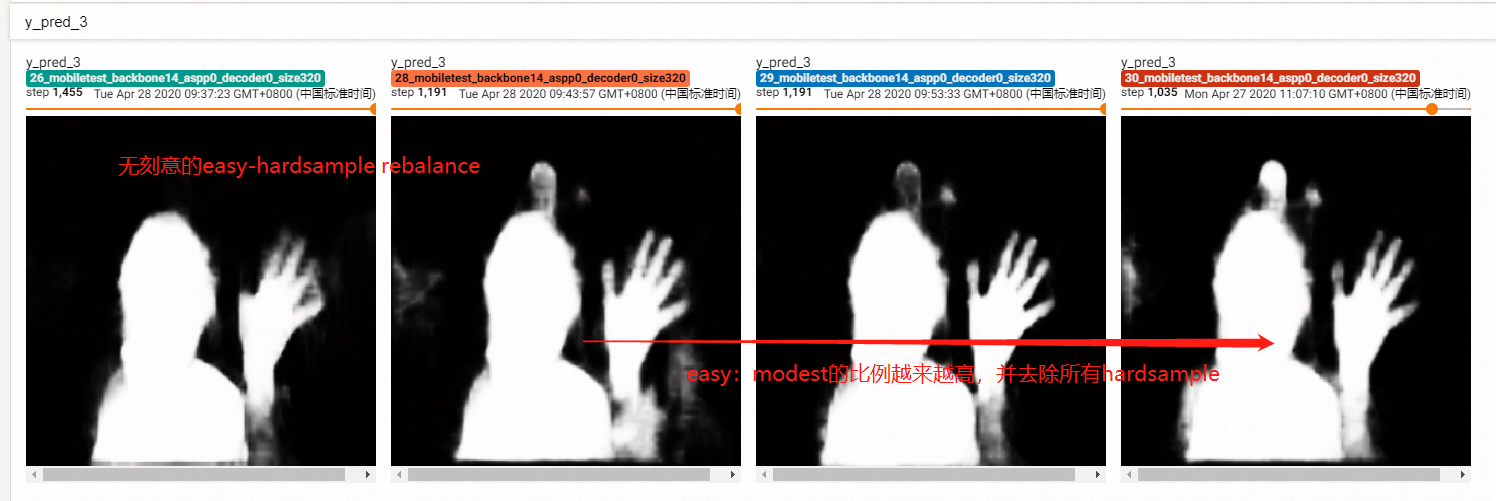 y_pred_3
y_pred_3
26_mobiletest_backbone14_aspp0_decoder0_size320
step 1,455 Tue Apr 28 2020 09:37:23 GMT+0800 (中国标准时间)
y_pred_3
28_mobiletest_backbone14_aspp0_decoder0_size320
step 1,191 Tue Apr 28 2020 09:43:57 GMT+0800 (中国标准时间)
y_pred_3
29_mobiletest_backbone14_aspp0_decoder0_size320
step 1,191 Tue Apr 28 2020 09:53:33 GMT+0800 (中国标准时间)
y_pred_3
30_mobiletest_backbone14_aspp0_decoder0_size320
step 1,035 Mon Apr 27 2020 11:07:10 GMT+0800 (中国标准时间)
无刻意的easy-hardsample rebalance
easy：modest的比例越来越高，并去除所有hardsample